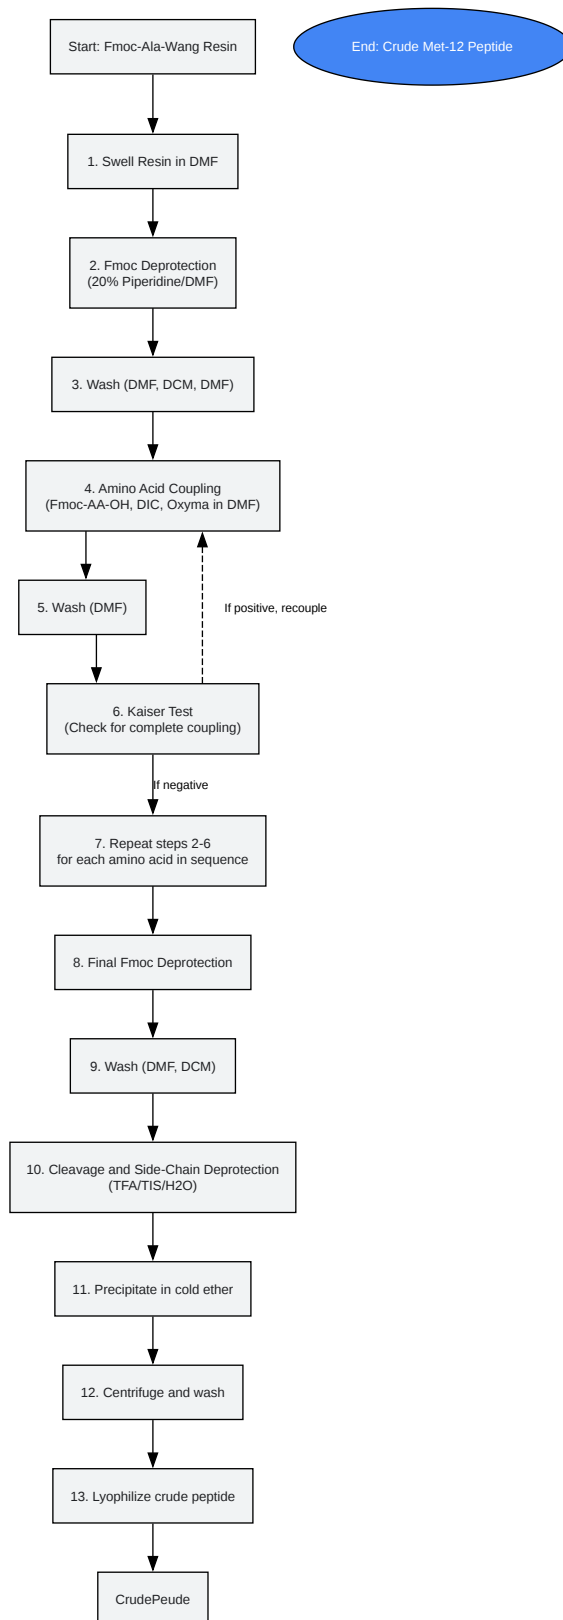 Start: Fmoc-Ala-Wang Resin
End: Crude Met-12 Peptide
1. Swell Resin in DMF
2. Fmoc Deprotection
(20% Piperidine/DMF)
3. Wash (DMF, DCM, DMF)
4. Amino Acid Coupling
(Fmoc-AA-OH, DIC, Oxyma in DMF)
5. Wash (DMF)
If positive, recouple
6. Kaiser Test
(Check for complete coupling)
If negative
7. Repeat steps 2-6
for each amino acid in sequence
8. Final Fmoc Deprotection
9. Wash (DMF, DCM)
10. Cleavage and Side-Chain Deprotection
(TFA/TIS/H2O)
11. Precipitate in cold ether
12. Centrifuge and wash
13. Lyophilize crude peptide
CrudePeude